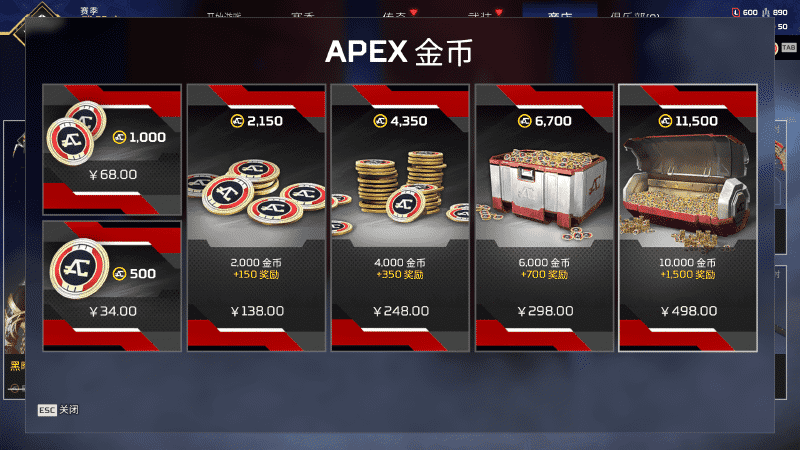 赛季
600
890
50
TAB
APEX 金币
1,000
￥68.00
500
￥34.00
2,150
2,000 金币
+150 奖励
￥138.00
4,350
4,000 金币
+350 奖励
￥248.00
6,700
6,000 金币
+700 奖励
￥298.00
11,500
10,000 金币
+1,500 奖励
￥498.00
ESC 关闭